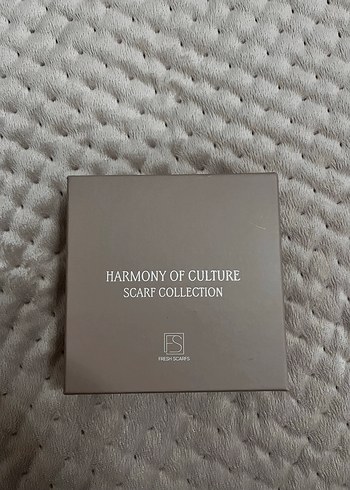 HARMONY OF CULTURE
SCARF COLLECTION
FS
FRESH SCARFS